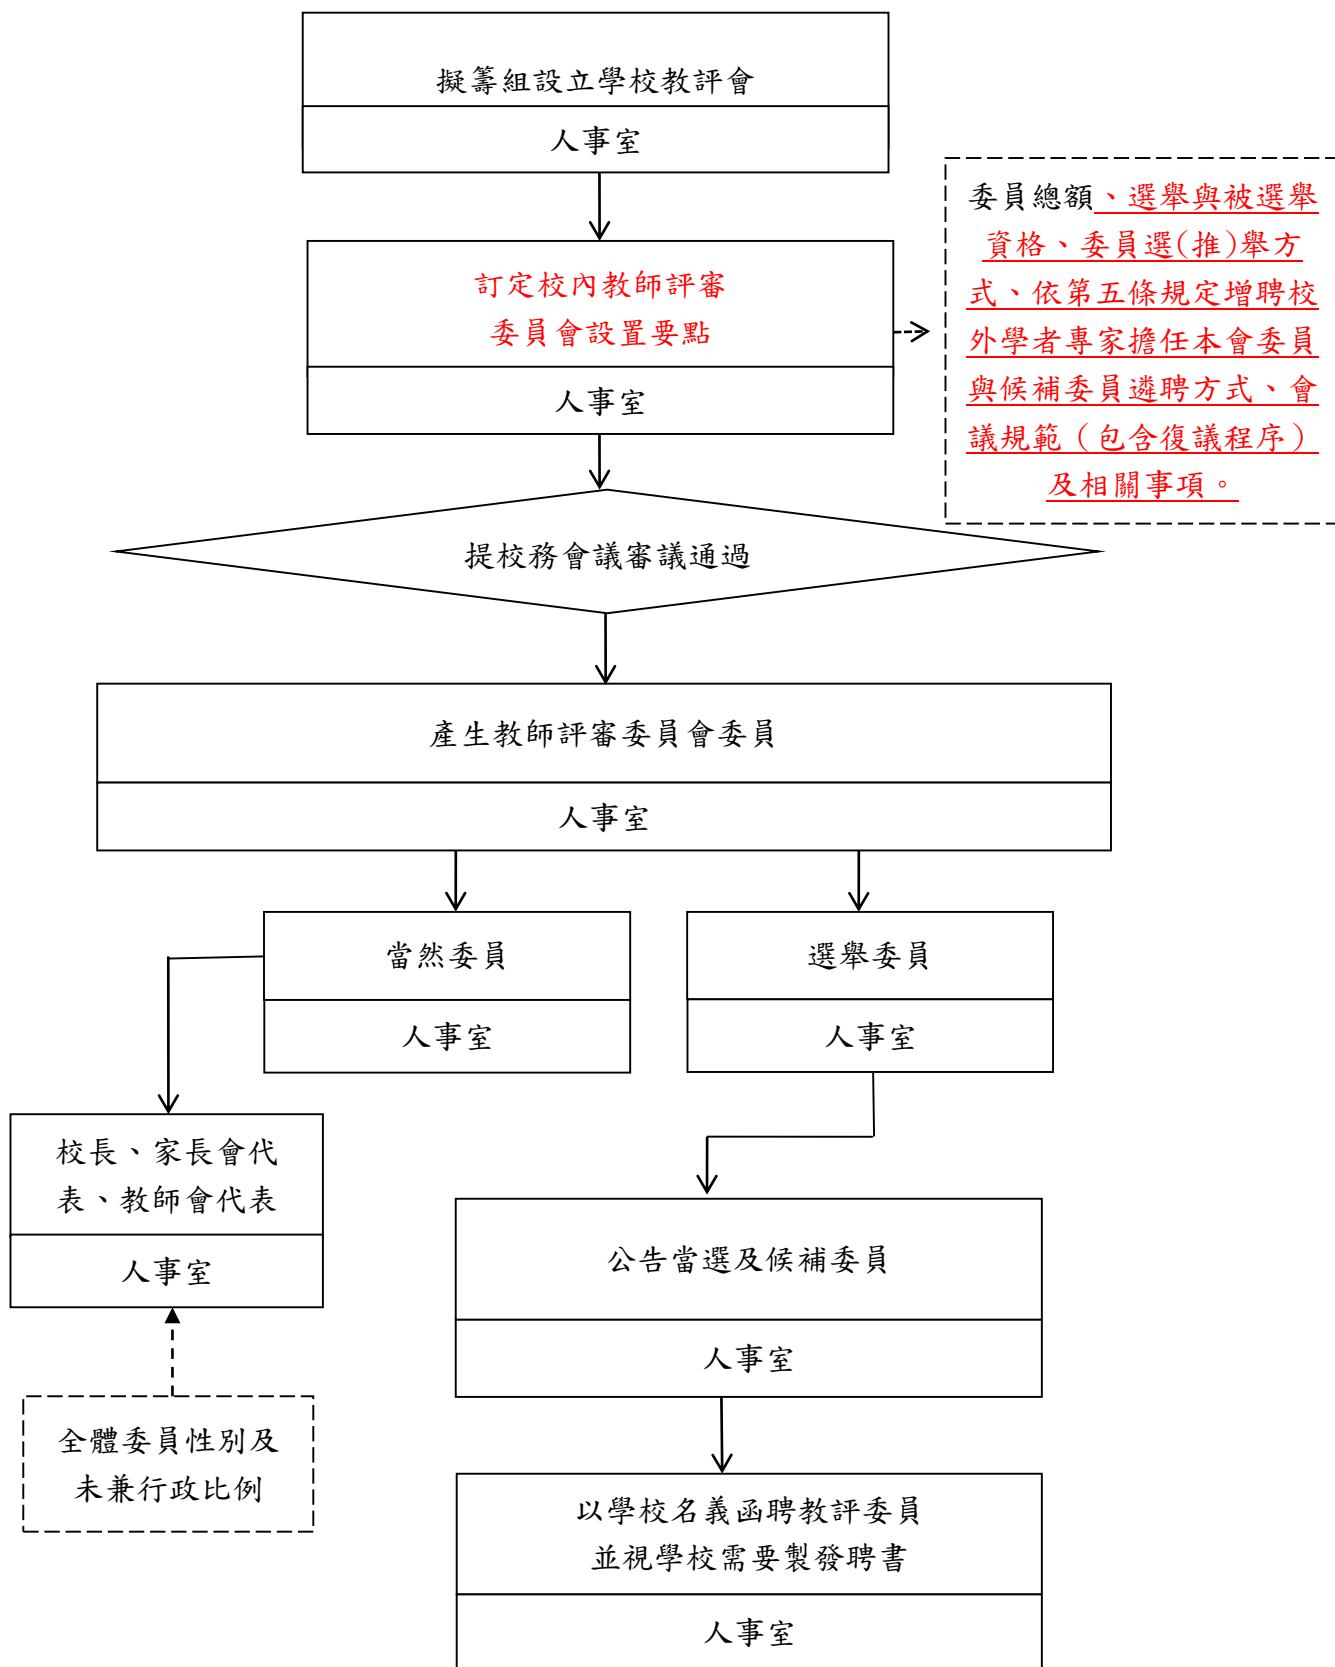 擬籌組設立學校教評會
人事室
委員總額、選舉與被選舉
資格、委員選(推)舉方
式、依第五條規定增聘校
外學者專家擔任本會委員
與候補委員遴聘方式、會
議規範（包含復議程序）
及相關事項。
訂定校內教師評審
委員會設置要點
人事室
提校務會議審議通過
產生教師評審委員會委員
人事室
當然委員
人事室
選舉委員
人事室
校長、家長會代
表、教師會代表
人事室
全體委員性別及
未兼行政比例
公告當選及候補委員
人事室
以學校名義函聘教評委員
並視學校需要製發聘書
人事室